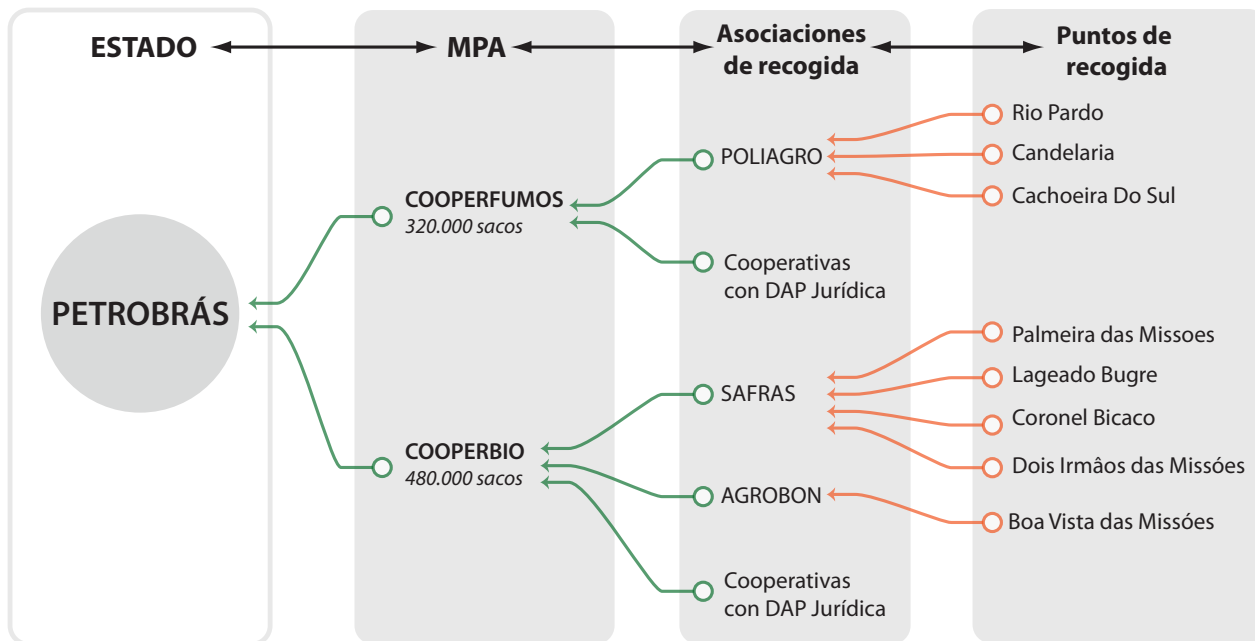 ESTADO
MPA
Asociaciones
de recogida
Puntos de
recogida
PETROBRÁS
COOPERFUMOS
320.000 sacos
COOPERBIO
480.000 sacos
POLIAGRO
Cooperativas
con DAP Jurídica
SAFRAS
AGROBON
Cooperativas
con DAP Jurídica
Rio Pardo
Candelaria
Cachoeira Do Sul
Palmeira das Missoes
Lageado Bugre
Coronel Bicaco
Dois Irmâos das Missóes
Boa Vista das Missóes